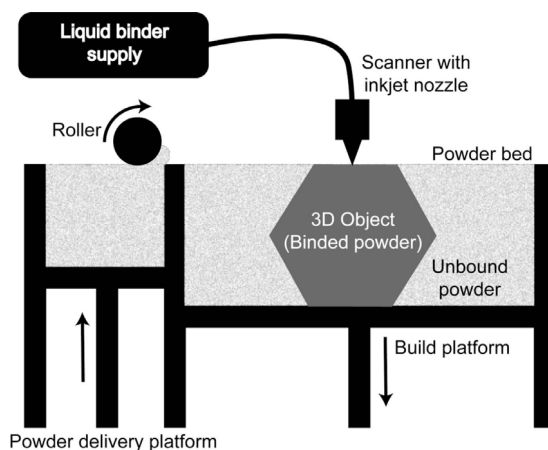 Liquid binder
supply
Scanner with
inkjet nozzle
Roller
Powder bed
3D Object
(Binded powder)
Unbound
powder
Build platform
Powder delivery platform